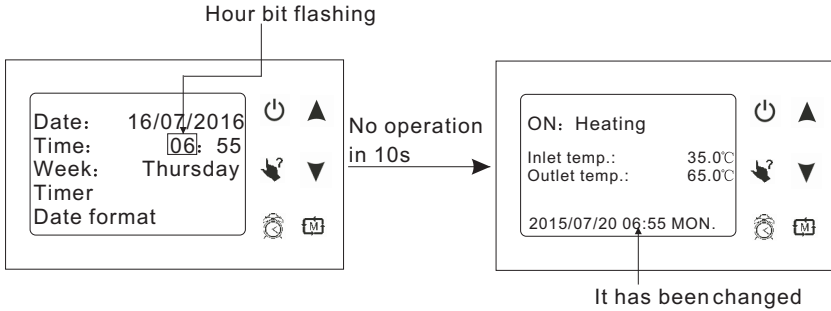 Hour bit flashing
Date: 16/07/2016
Time: 06: 55
Week: Thursday
Timer
Date format
?
M
No operation
in 10s
ON: Heating
Inlet temp.: 35.0℃
Outlet temp.: 65.0℃
2015/07/20 06:55 MON.
?
M
It has been changed